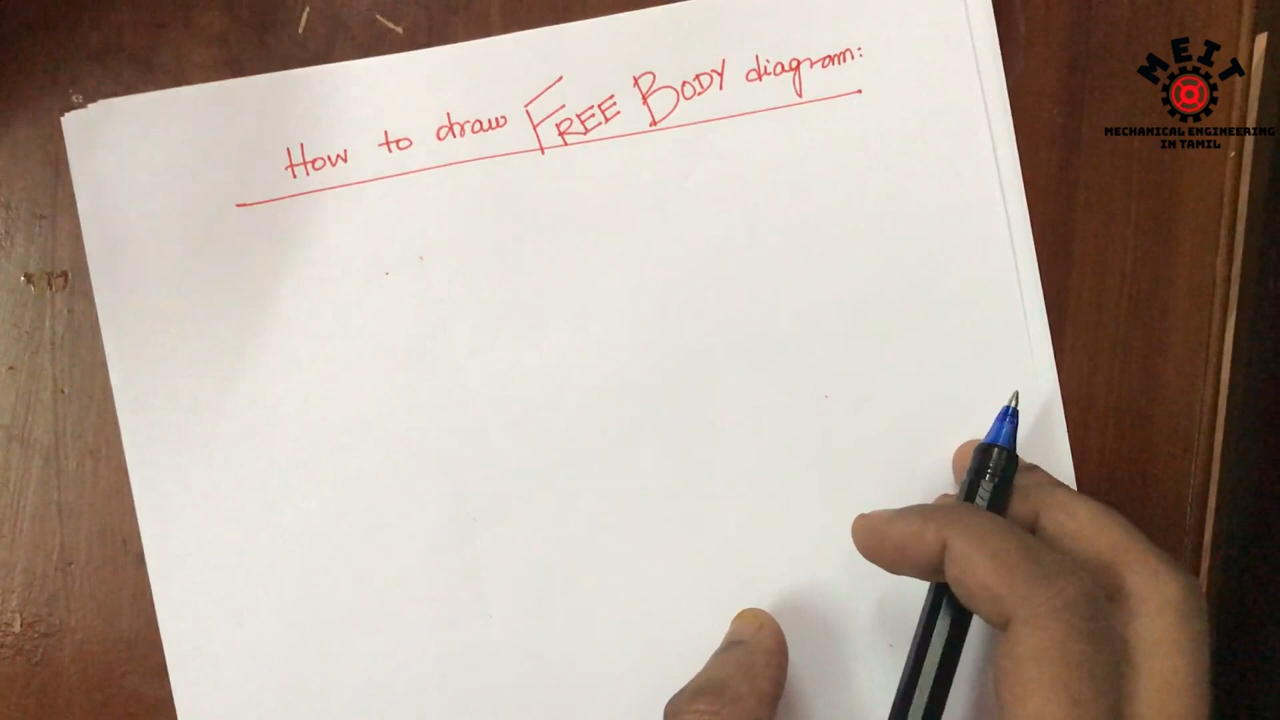 How to draw FREE BODY diagram:
MEIT
MECHANICAL ENGINEERING
IN TAMIL